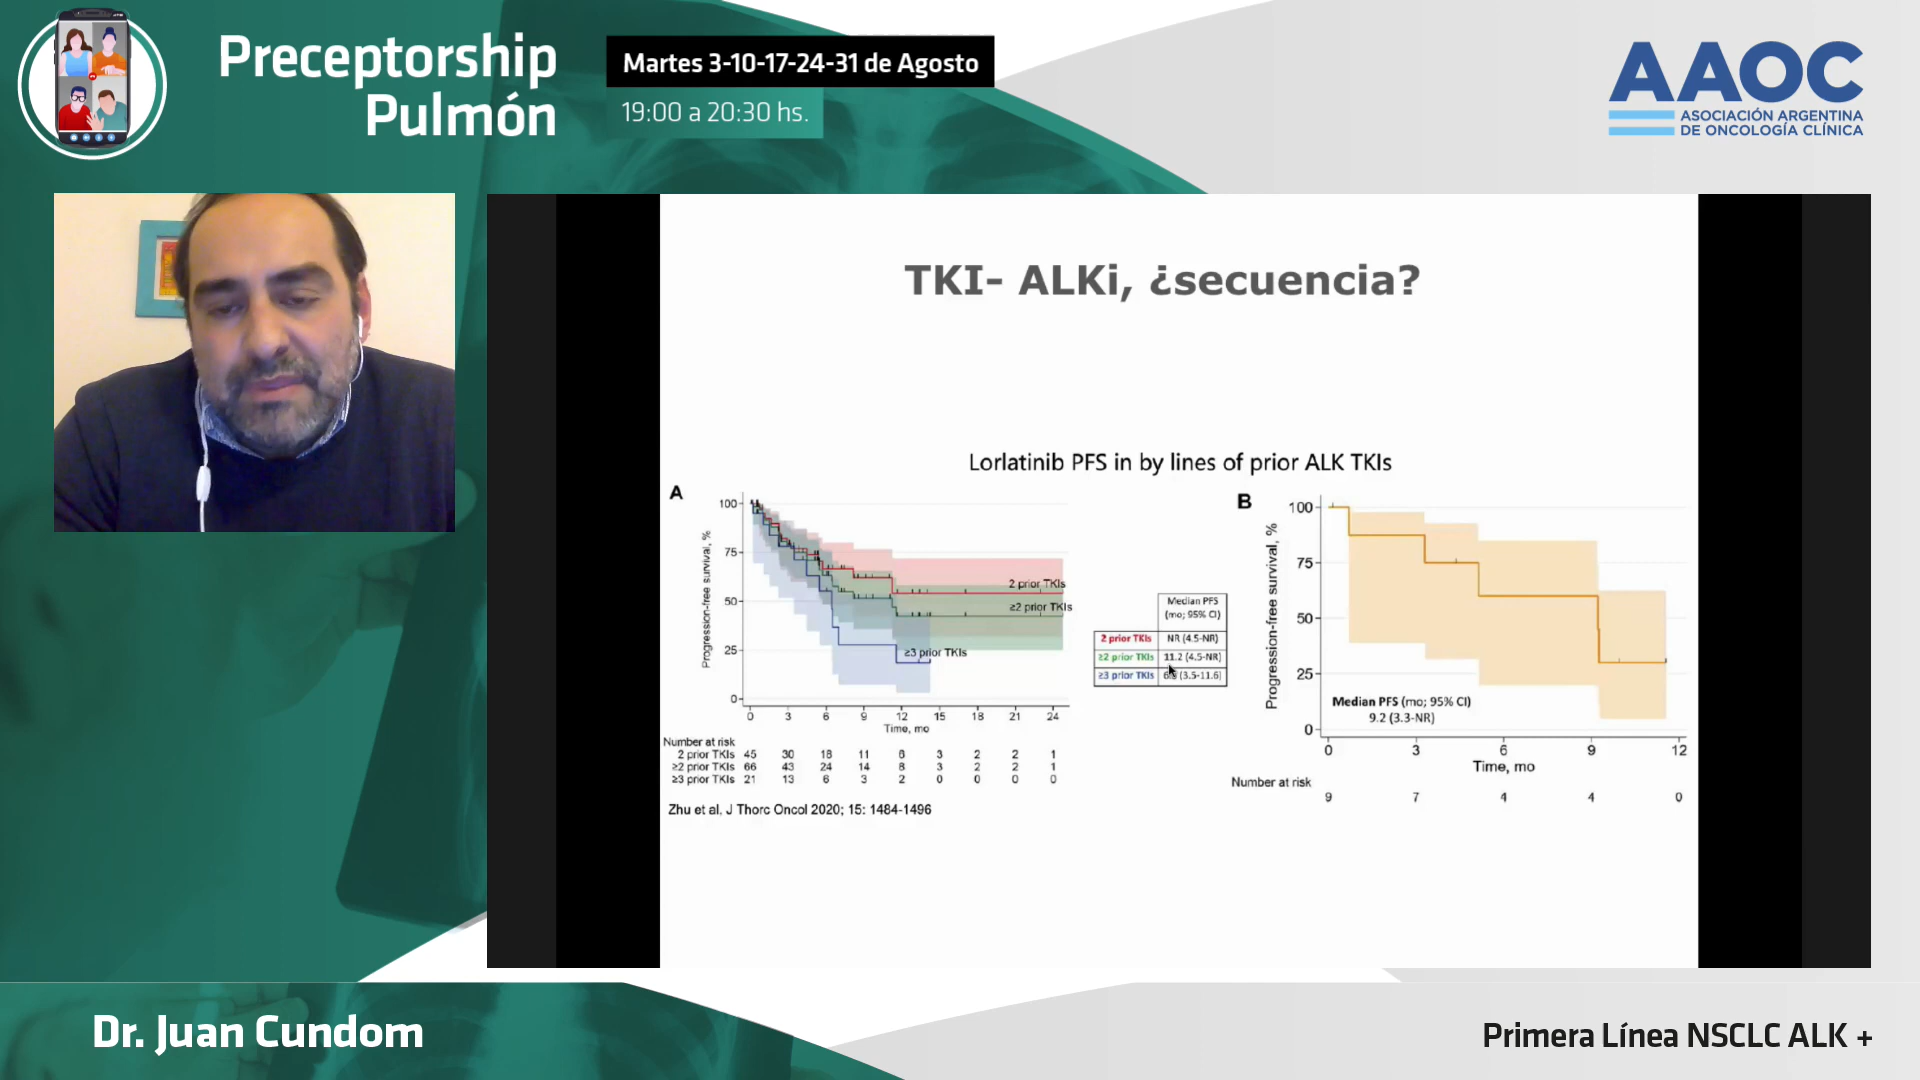 Preceptorship
Pulmón
Martes 3-10-17-24-31 de Agosto
19:00 a 20:30 hs.
AAOC
ASOCIACIÓN ARGENTINA
DE ONCOLOGÍA CLÍNICA
TKI- ALKi, ¿secuencia?
Lorlatinib PFS in by lines of prior ALK TKIs
A
Progression-free survival, %
100
75
50
25
0
2 prior TKIs
≥2 prior TKIs
≥3 prior TKIs
0 3 6 9 12 15 18 21 24
Time, mo
Number at risk
2 prior TKIs 45 30 18 11 8 3 2 2 1
≥2 prior TKIs 66 43 24 14 8 3 2 2 1
≥3 prior TKIs 21 13 6 3 2 0 0 0 0
Zhu et al. J Thorc Oncol 2020; 15: 1484-1496
Median PFS
(mo; 95% CI)
2 prior TKIs NR (4.5-NR)
≥2 prior TKIs 11.2 (4.5-NR)
≥3 prior TKIs (3.5-11.6)
B
Progression-free survival, %
100
75
50
25
0
Median PFS (mo; 95% CI)
9.2 (3.3-NR)
0 3 6 9 12
Time, mo
Number at risk
9 7 4 4 0
Dr. Juan Cundom
Primera Línea NSCLC ALK +